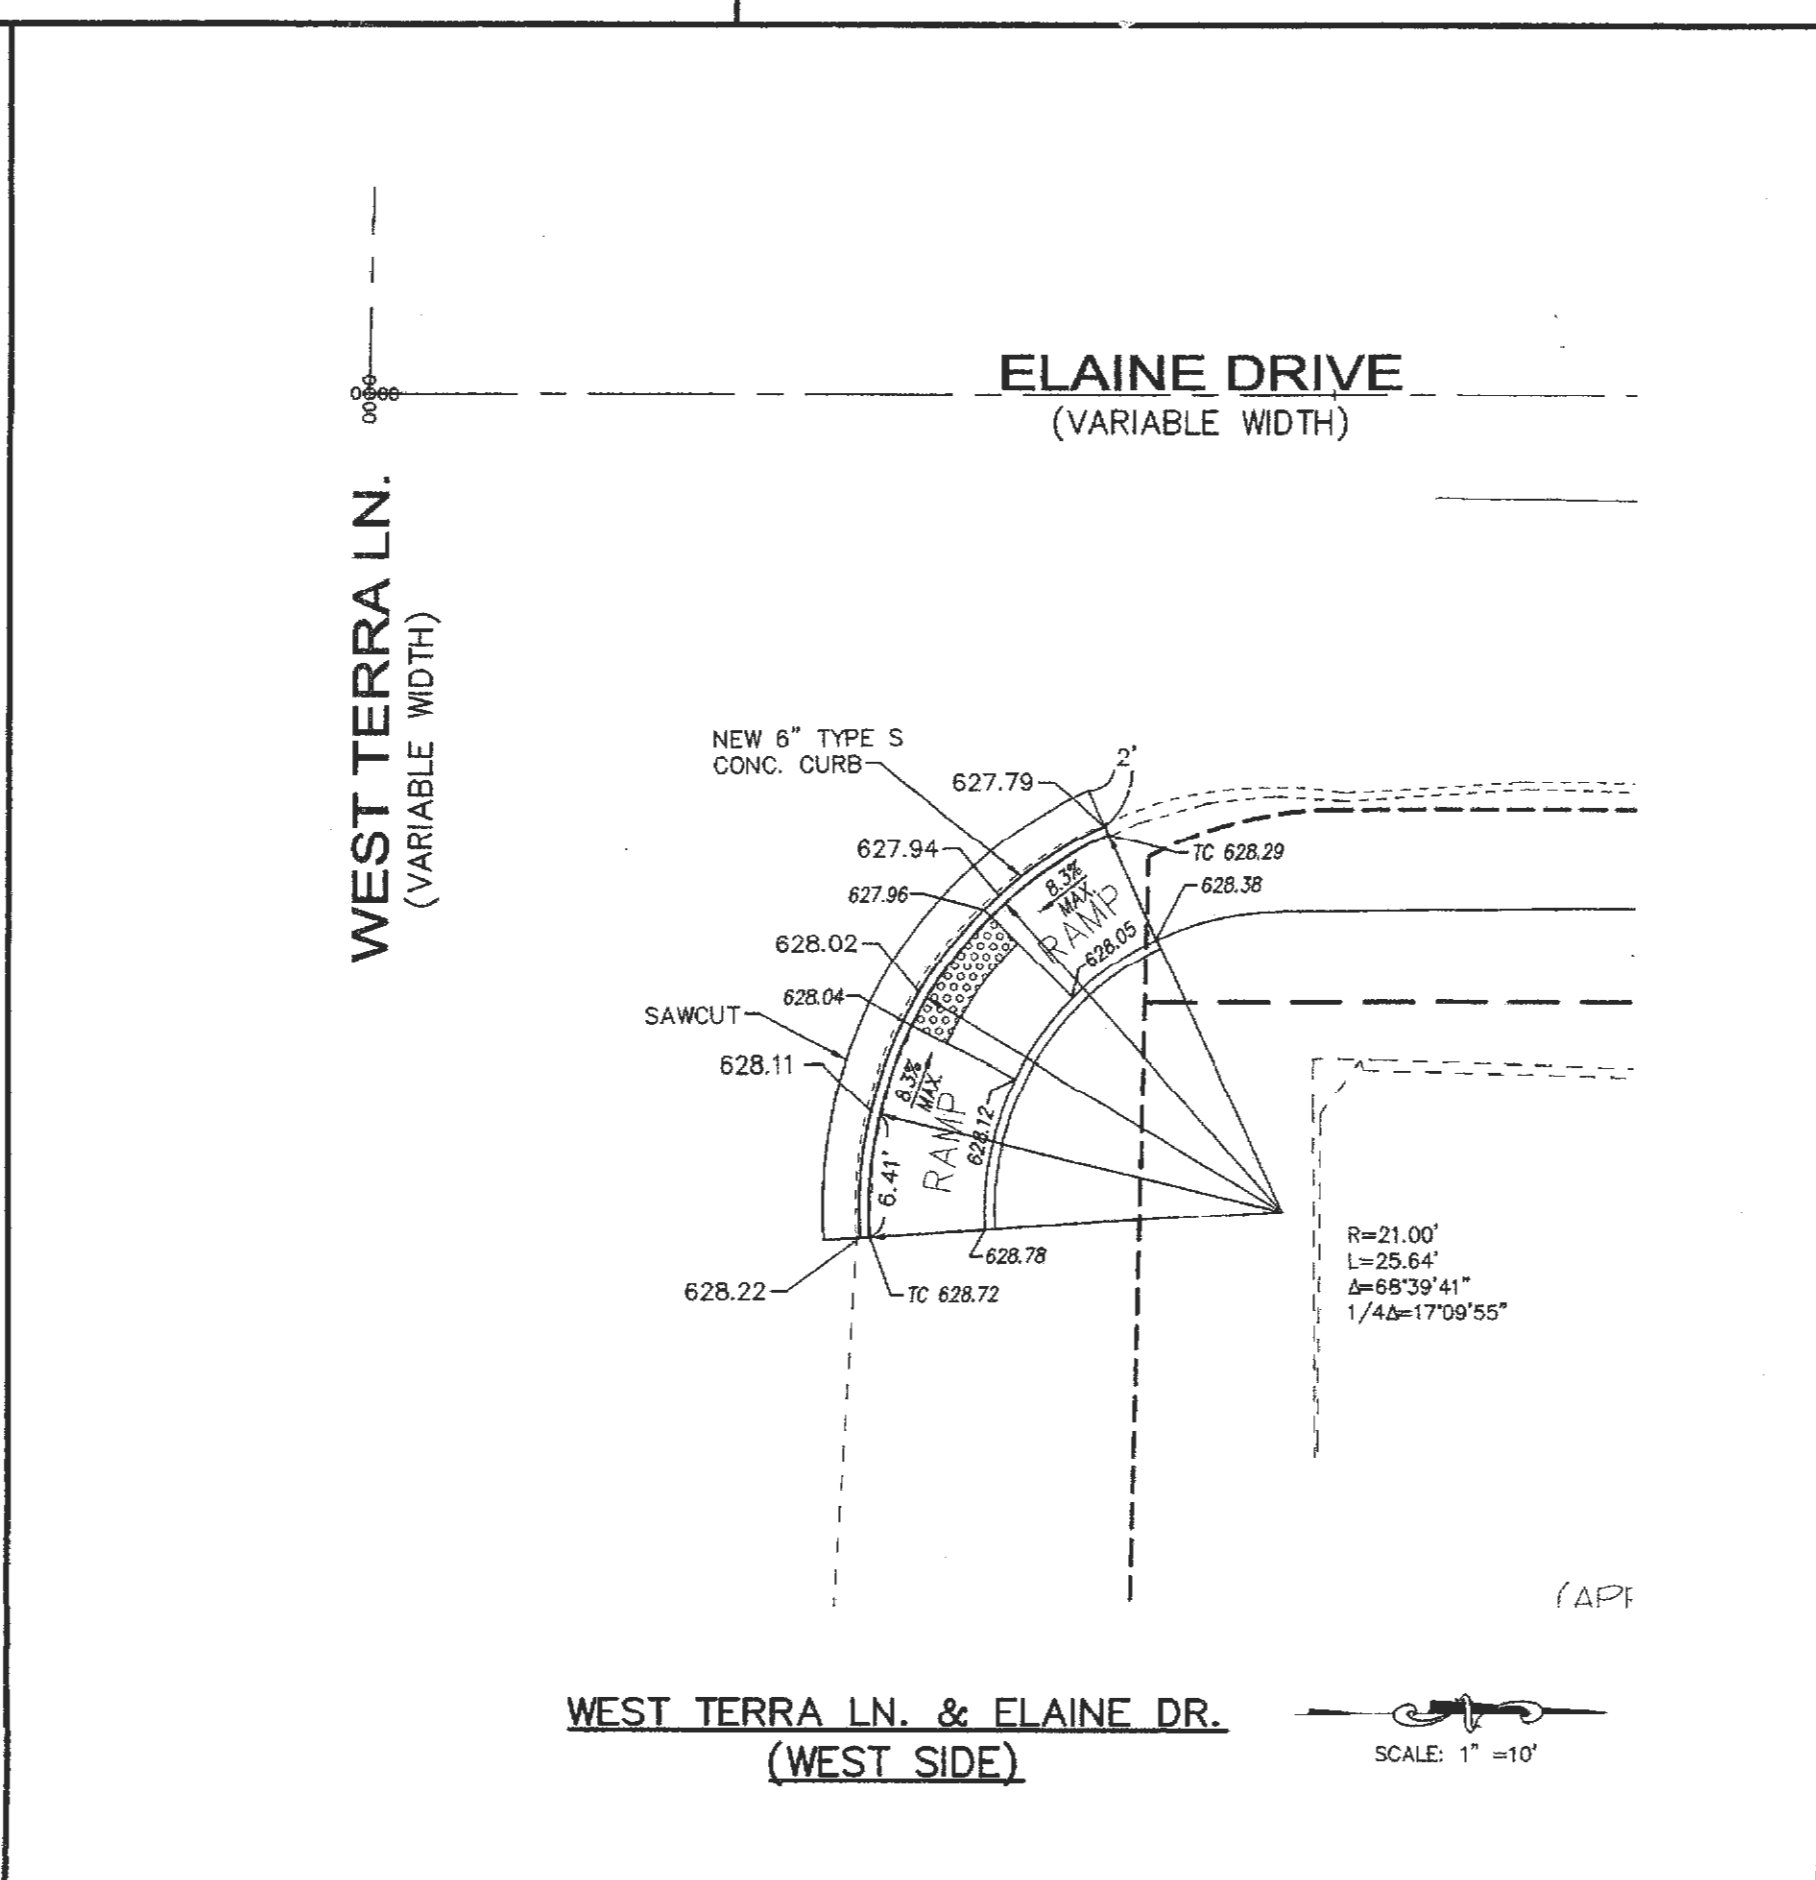 ELAINE DRIVE
(VARIABLE WIDTH)
WEST TERRA LN.
(VARIABLE WIDTH)
NEW 6" TYPE S
CONC. CURB
2'
627.79
627.94
TC 628.29
8.3%
MAX.
RAMP
628.38
627.96
628.05
628.02
628.04
SAWCUT
628.11
8.3%
MAX.
RAMP
628.12
6.41'
628.78
628.22
TC 628.72
R=21.00'
L=25.64'
Δ=68°39'41"
1/4Δ=17°09'55"
(AP
WEST TERRA LN. & ELAINE DR.
(WEST SIDE)
SCALE: 1" =10'